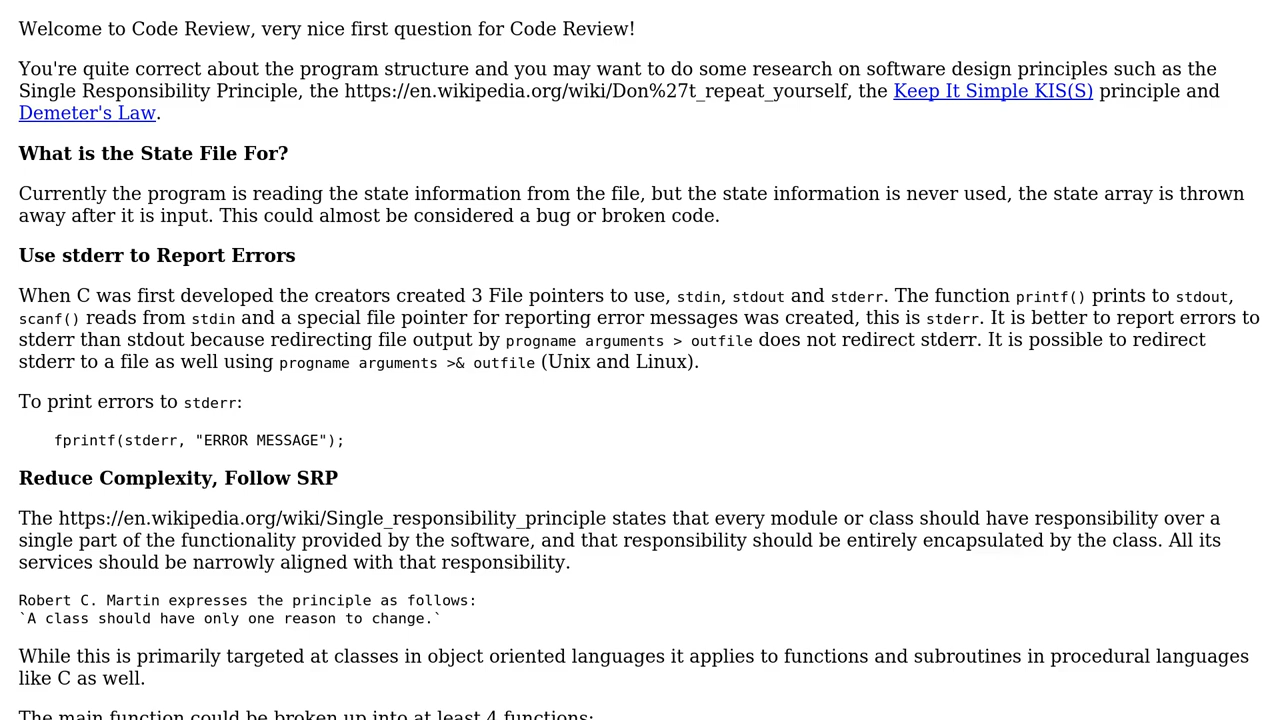 Welcome to Code Review, very nice first question for Code Review!
You're quite correct about the program structure and you may want to do some research on software design principles such as the
Single Responsibility Principle, the https://en.wikipedia.org/wiki/Don%27t_repeat_yourself, the Keep It Simple KIS(S) principle and
Demeter's Law.
What is the State File For?
Currently the program is reading the state information from the file, but the state information is never used, the state array is thrown
away after it is input. This could almost be considered a bug or broken code.
Use stderr to Report Errors
When C was first developed the creators created 3 File pointers to use, stdin, stdout and stderr. The function printf() prints to stdout,
scanf() reads from stdin and a special file pointer for reporting error messages was created, this is stderr. It is better to report errors to
stderr than stdout because redirecting file output by progname arguments > outfile does not redirect stderr. It is possible to redirect
stderr to a file as well using progname arguments >& outfile (Unix and Linux).
To print errors to stderr:
fprintf(stderr, "ERROR MESSAGE");
Reduce Complexity, Follow SRP
The https://en.wikipedia.org/wiki/Single_responsibility_principle states that every module or class should have responsibility over a
single part of the functionality provided by the software, and that responsibility should be entirely encapsulated by the class. All its
services should be narrowly aligned with that responsibility.
Robert C. Martin expresses the principle as follows:
`A class should have only one reason to change.`
While this is primarily targeted at classes in object oriented languages it applies to functions and subroutines in procedural languages
like C as well.
The main function could be broken up into at least 4 functions: